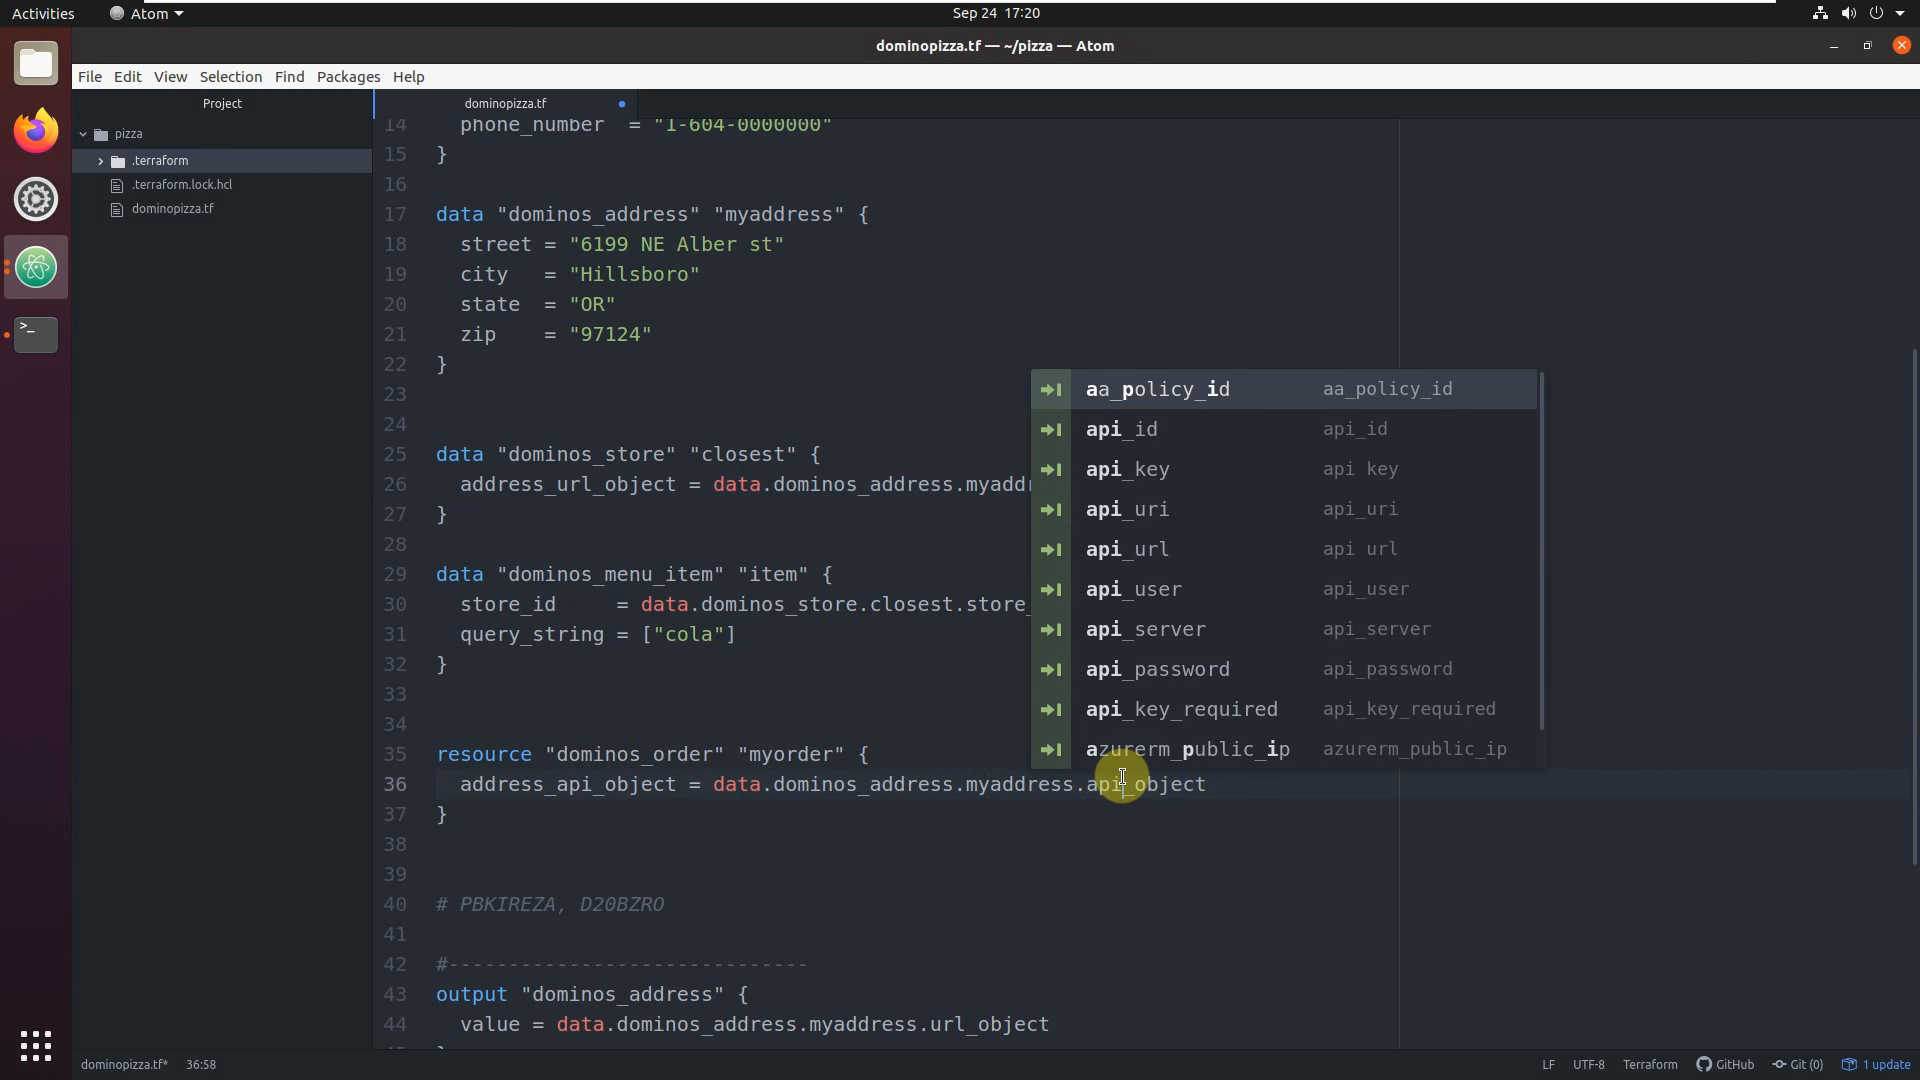 Activities
Atom
Sep 24 17:20
dominopizza.tf — ~/pizza — Atom
File Edit View Selection Find Packages Help
Project
dominopizza.tf
pizza
.terraform
.terraform.lock.hcl
dominopizza.tf
14 phone_number = "1-604-0000000"
15 }
16
17 data "dominos_address" "myaddress" {
18 street = "6199 NE Alber st"
19 city = "Hillsboro"
20 state = "OR"
21 zip = "97124"
22 }
23
24
25 data "dominos_store" "closest" {
26 address_url_object = data.dominos_address.myaddr
27 }
28
29 data "dominos_menu_item" "item" {
30 store_id = data.dominos_store.closest.store_
31 query_string = ["cola"]
32 }
33
34
35 resource "dominos_order" "myorder" {
36 address_api_object = data.dominos_address.myaddress.api_object
37 }
38
39
40 # PBKIREZA, D20BZRO
41
42 #------------------------------
43 output "dominos_address" {
44 value = data.dominos_address.myaddress.url_object
aa_policy_id aa_policy_id
api_id api_id
api_key api key
api_uri api_uri
api_url api url
api_user api_user
api_server api_server
api_password api_password
api_key_required api_key_required
azurerm_public_ip azurerm_public_ip
dominopizza.tf* 36:58
LF UTF-8 Terraform GitHub Git (0) 1 update